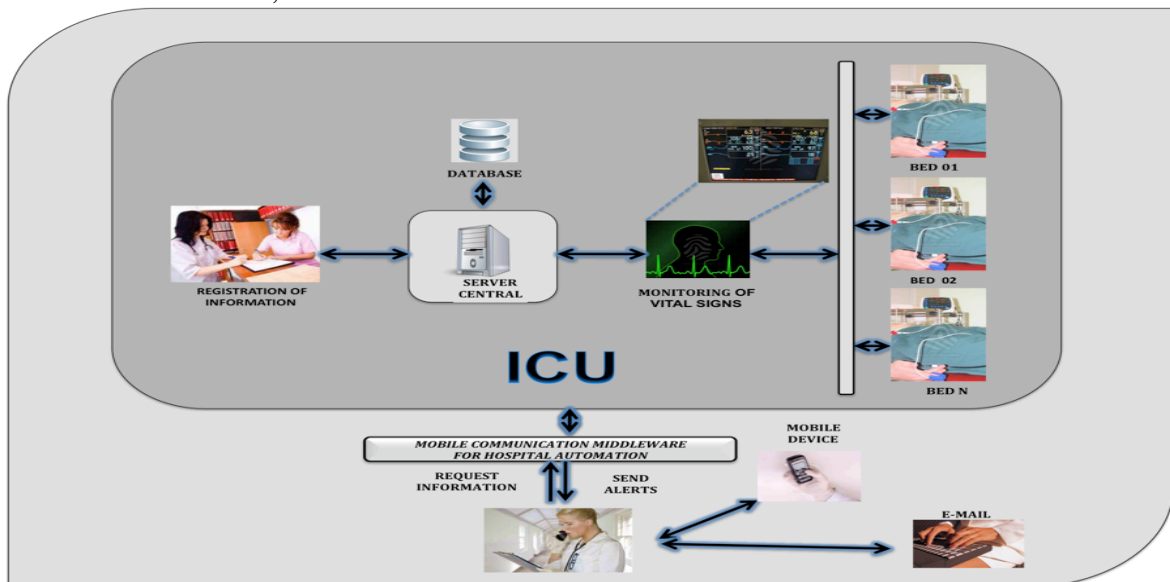 DATABASE
BED 01
REGISTRATION OF
INFORMATION
SERVER
CENTRAL
MONITORING OF
VITAL SIGNS
BED 02
ICU
BED N
MOBILE COMMUNICATION MIDDLEWARE
FOR HOSPITAL AUTOMATION
MOBILE
DEVICE
REQUEST
INFORMATION
SEND
ALERTS
E-MAIL